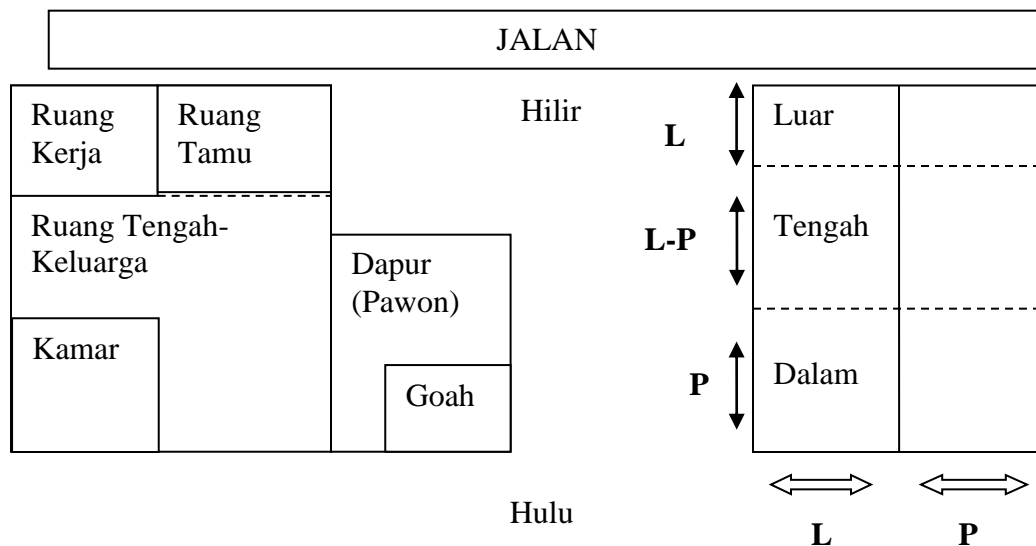 JALAN
Ruang
Kerja
Ruang
Tamu
Ruang Tengah-
Keluarga
Kamar
Dapur
(Pawon)
Goah
Hilir
Hulu
L
Luar
L-P
Tengah
P
Dalam
L
P